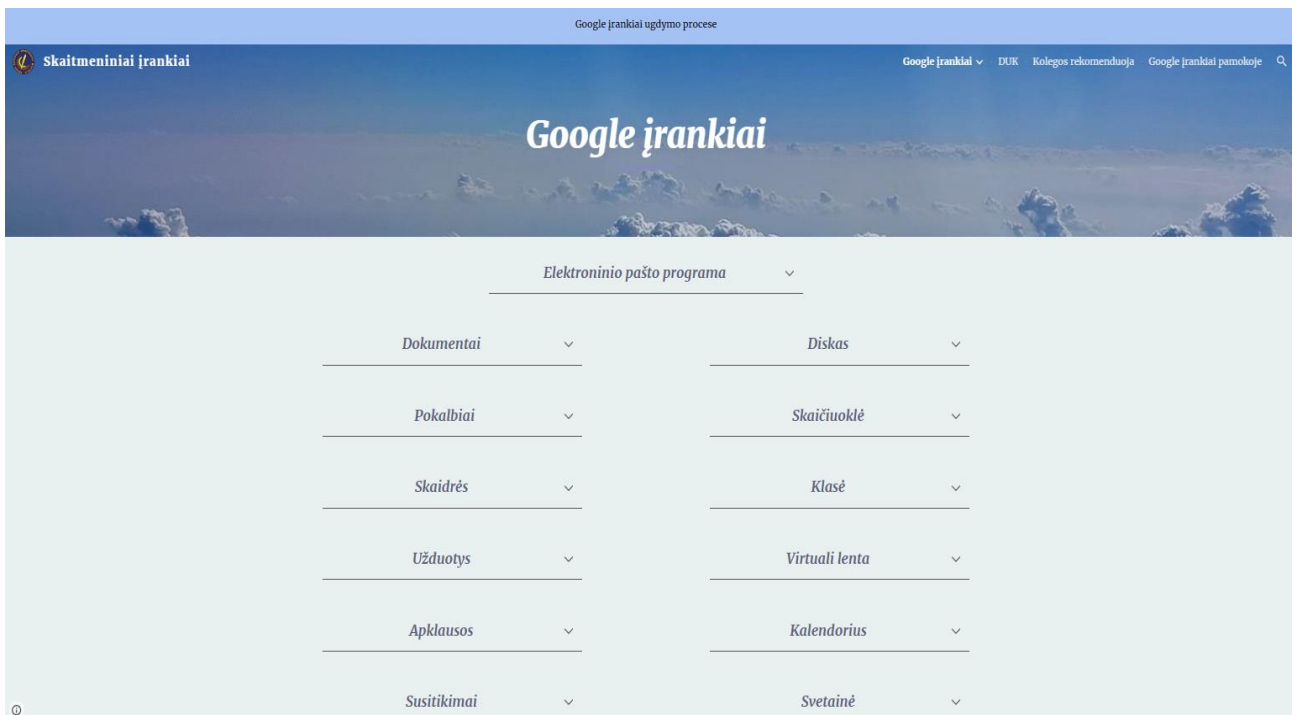 Google įrankiai ugdymo procese
Skaitmeniniai įrankiai
Google įrankiai DUK Kolegos rekomenduoja Google įrankiai pamokoje
Google įrankiai
Elektroninio pašto programa
Dokumentai
Diskas
Pokalbiai
Skaičiuoklė
Skaidrės
Klasė
Užduotys
Virtuali lenta
Apklausos
Kalendorius
Susitikimai
Svetainė